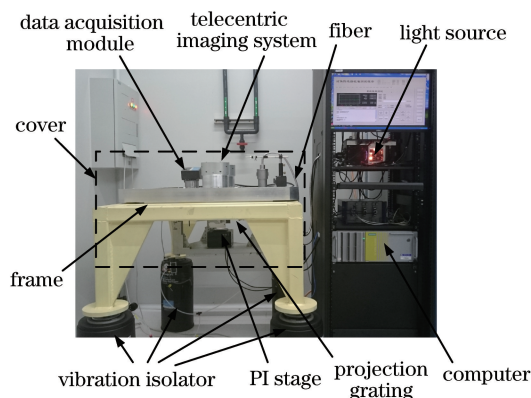 data acquisition
module
telecentric
imaging system
fiber
light source
cover
frame
vibration isolator
PI stage
projection
grating
computer